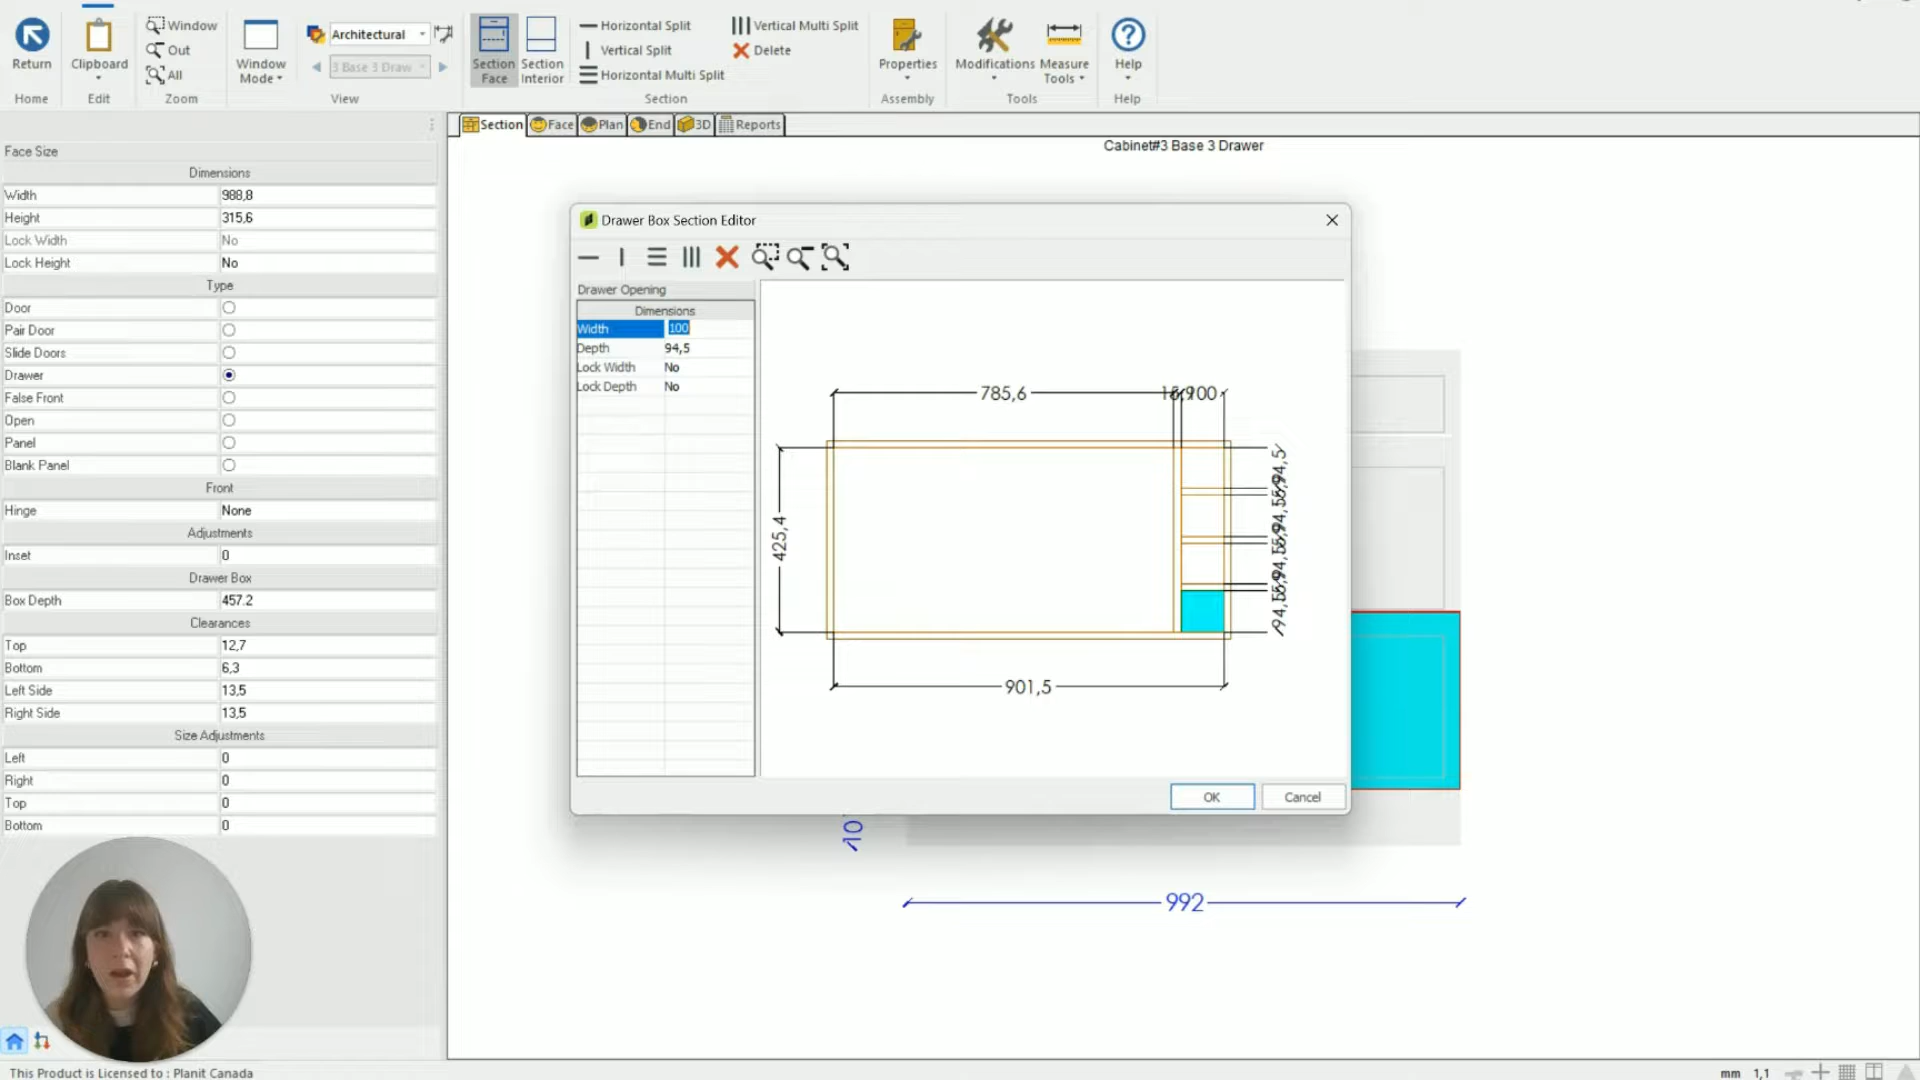 Return
Home
Clipboard
Edit
Window
Out
All
Zoom
Window
Mode
Architectural
3 Base 3 Draw
View
Section
Face
Section
Interior
Horizontal Split
Vertical Split
Horizontal Multi Split
Vertical Multi Split
Delete
Section
Properties
Assembly
Modifications
Measure
Tools
Tools
Help
Help
Section
Face
Plan
End
3D
Reports
Cabinet#3 Base 3 Drawer
Face Size
Dimensions
Width 988,8
Height 315,6
Lock Width No
Lock Height No
Type
Door
Pair Door
Slide Doors
Drawer
False Front
Open
Panel
Blank Panel
Front
Hinge None
Adjustments
Inset 0
Drawer Box
Box Depth 457.2
Clearances
Top 12,7
Bottom 6,3
Left Side 13,5
Right Side 13,5
Size Adjustments
Left 0
Right 0
Top 0
Bottom 0
Drawer Box Section Editor
Drawer Opening
Dimensions
Width 100
Depth 94,5
Lock Width No
Lock Depth No
785,6
100
425,4
94,5
94,5
901,5
OK
Cancel
992
This Product is Licensed to : Planit Canada
mm 1,1